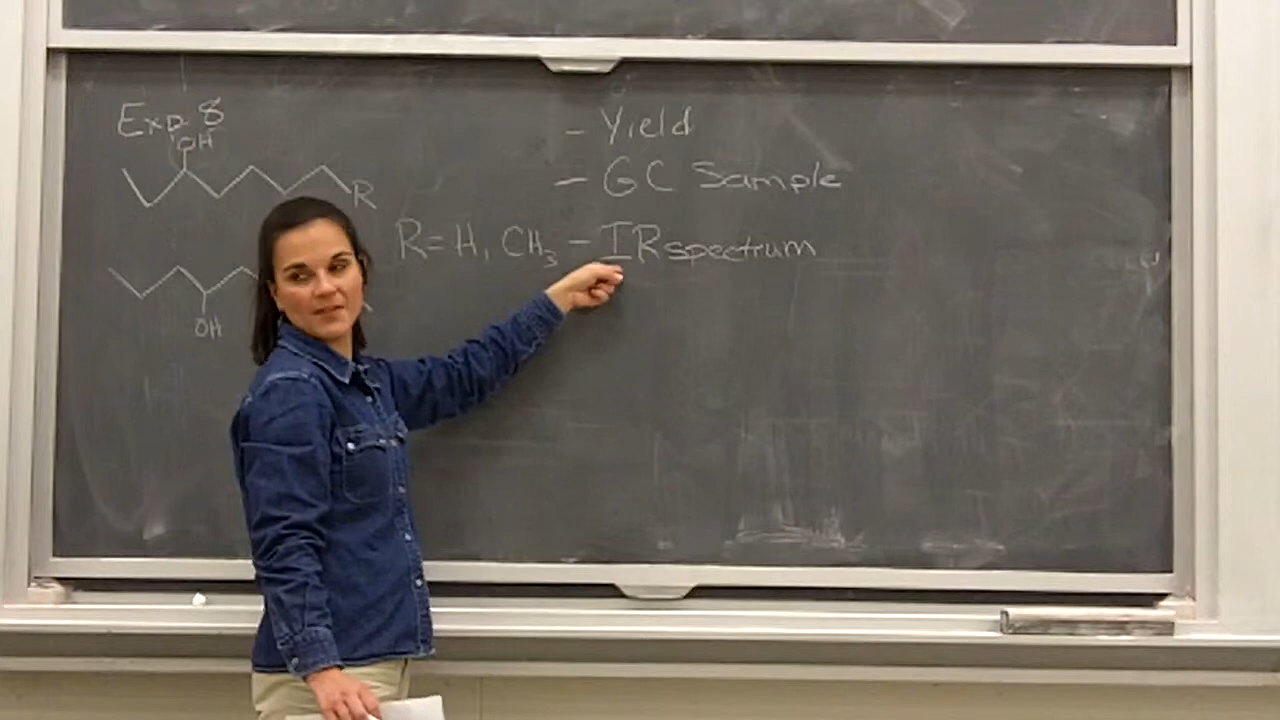 Exp 8
OH
R
- Yield
- GC Sample
R=H, CH₃ - IR spectrum
OH